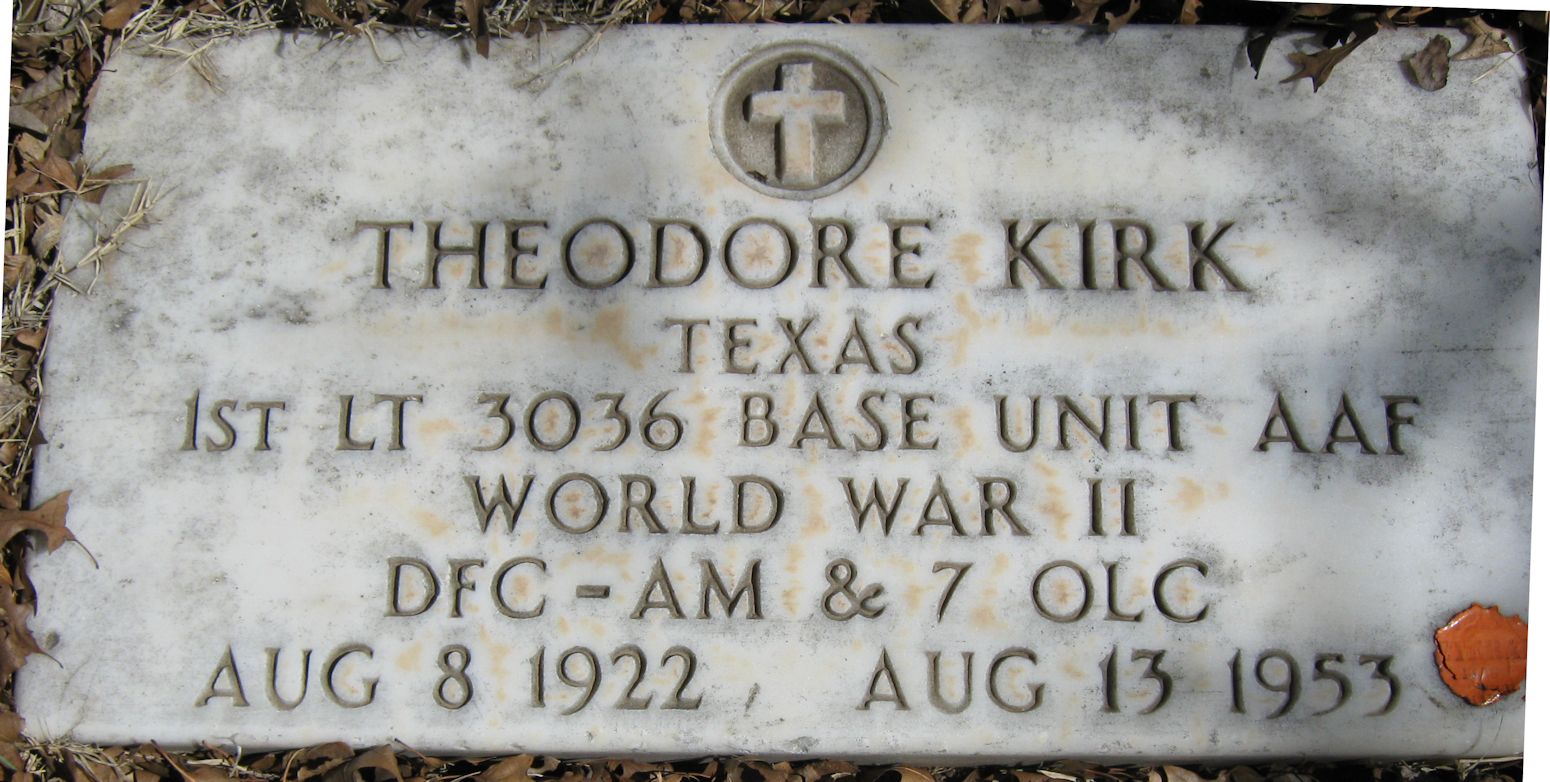 THEODORE KIRK
TEXAS
1ST LT 3036 BASE UNIT AAF
WORLD WAR II
DFC - AM & 7 OLC
AUG 8 1922 AUG 13 1953